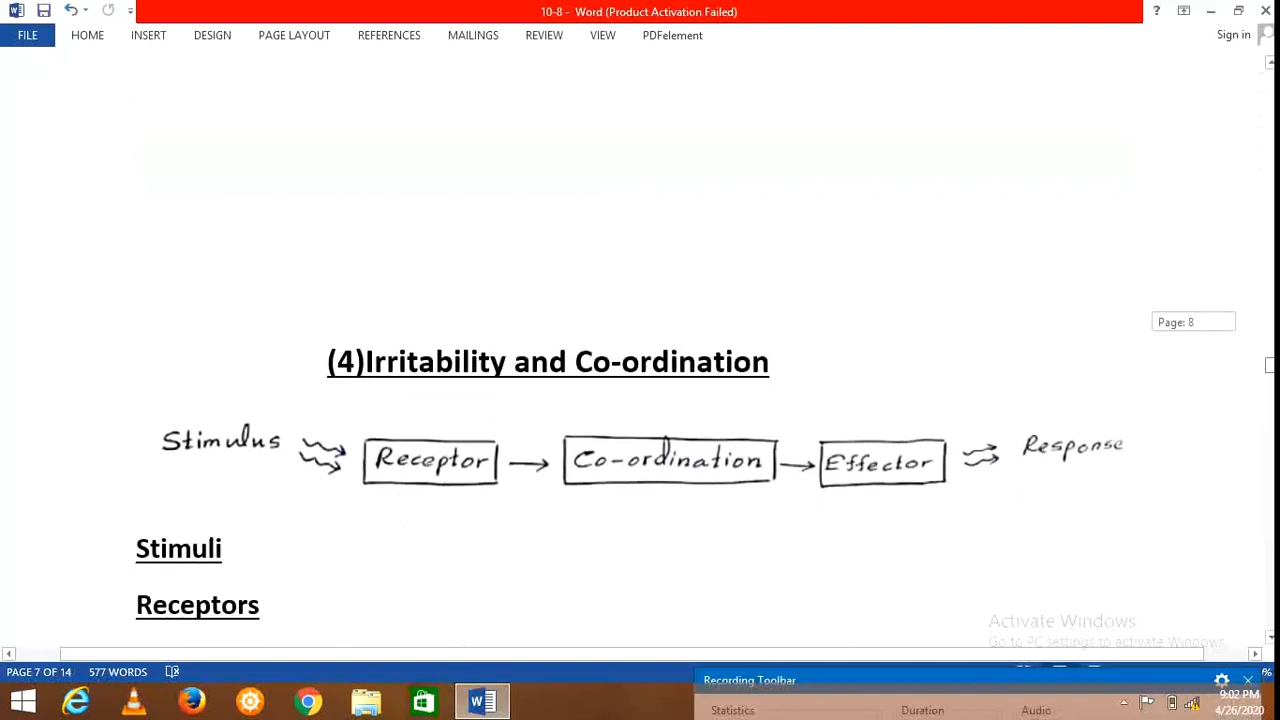 10-8 - Word (Product Activation Failed)
FILE HOME INSERT DESIGN PAGE LAYOUT REFERENCES MAILINGS REVIEW VIEW PDFelement Sign in
Page: 8
(4)Irritability and Co-ordination
Stimulus Receptor Co-ordination Effector Response
Stimuli
Receptors
Activate Windows
Go to PC settings to activate Windows.
PAGE 7 OF 14 577 WORDS
Recording Toolbar
9:02 PM
Statistics Duration Audio
4/26/2020